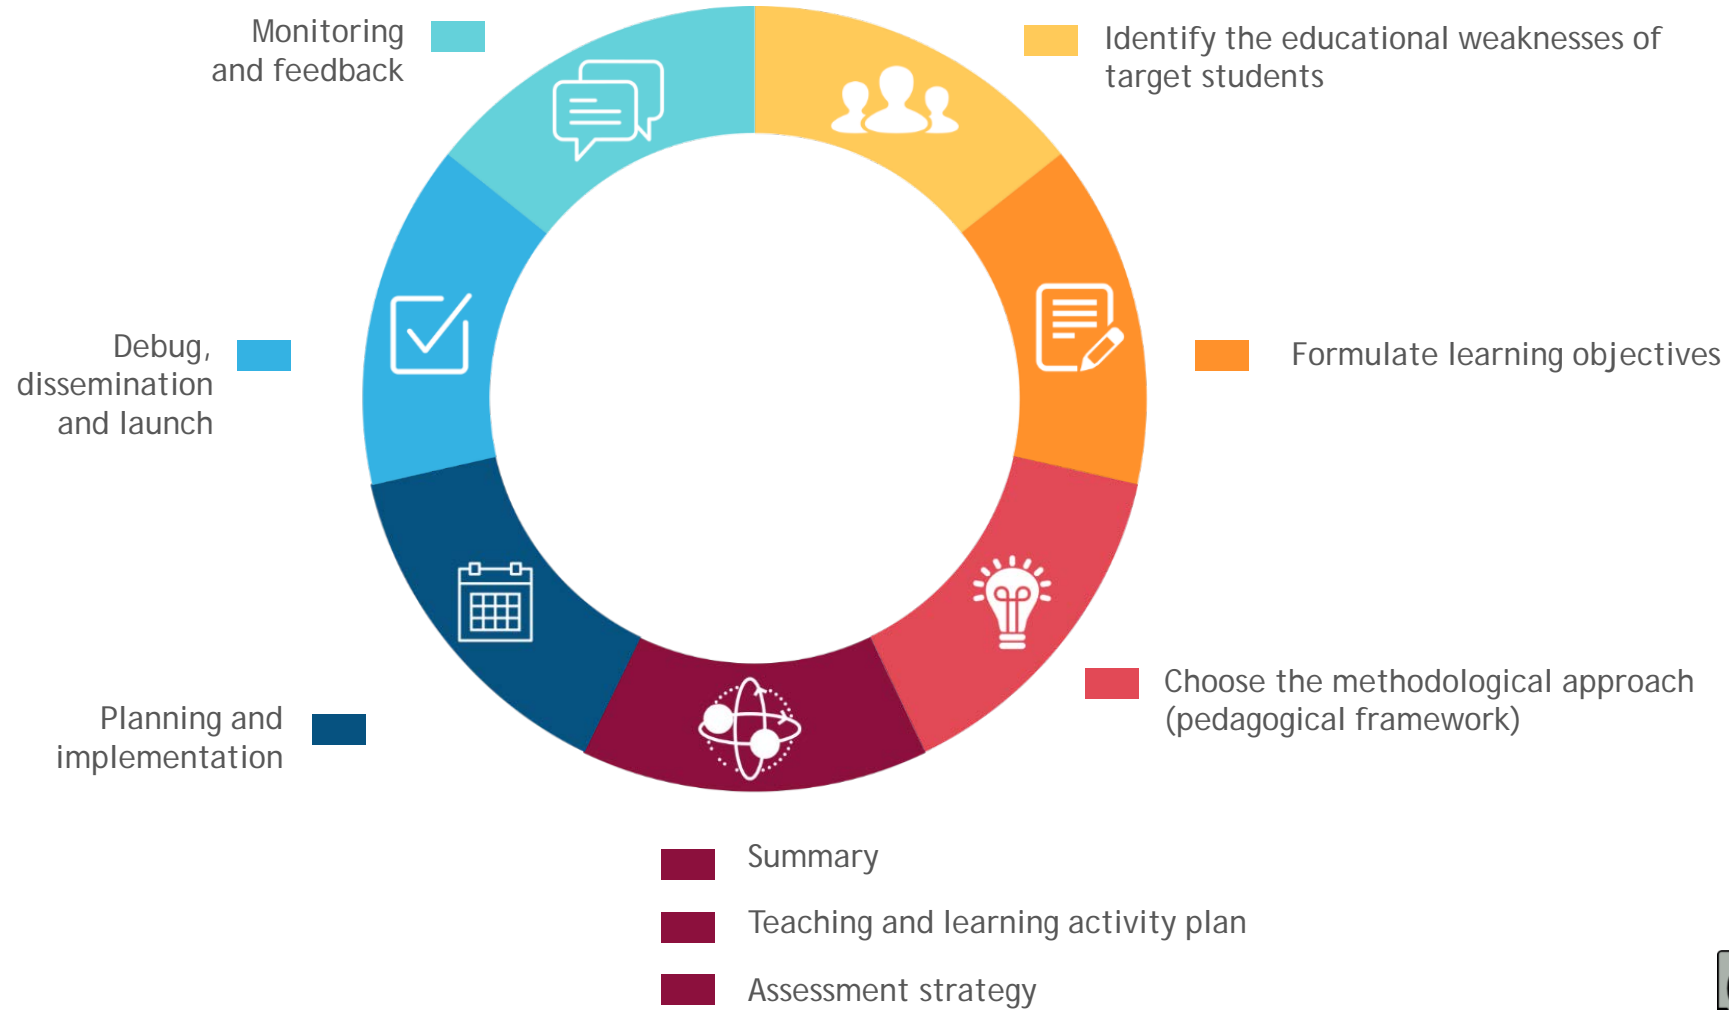 Monitoring
and feedback
Identify the educational weaknesses of
target students
Debug,
dissemination
and launch
Formulate learning objectives
Choose the methodological approach
(pedagogical framework)
Planning and
implementation
Summary
Teaching and learning activity plan
Assessment strategy